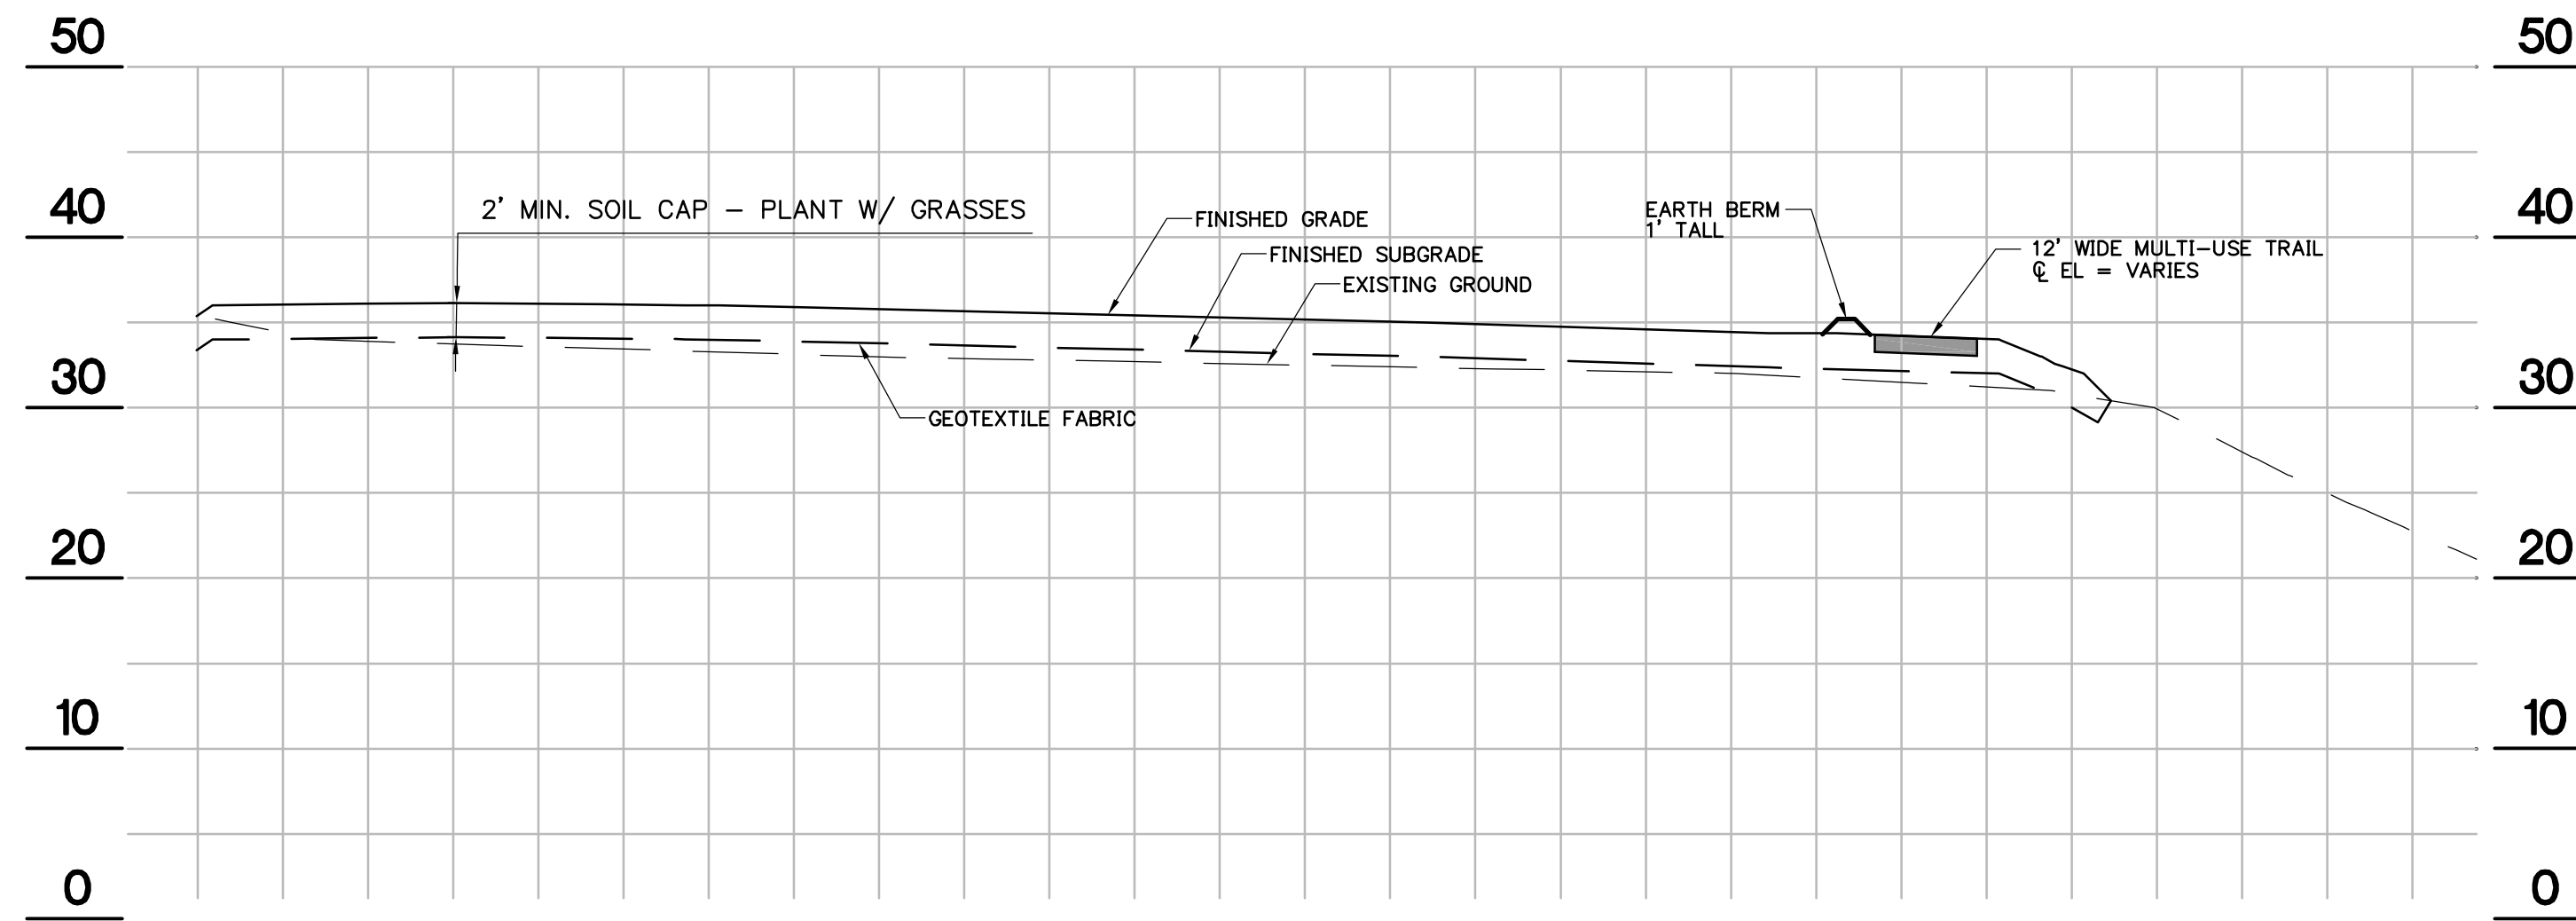 50 50
40 40
2' MIN. SOIL CAP – PLANT W/ GRASSES
FINISHED GRADE
FINISHED SUBGRADE
EXISTING GROUND
EARTH BERM
1' TALL
12' WIDE MULTI-USE TRAIL
℄ EL = VARIES
30 30
GEOTEXTILE FABRIC
20 20
10 10
0 0